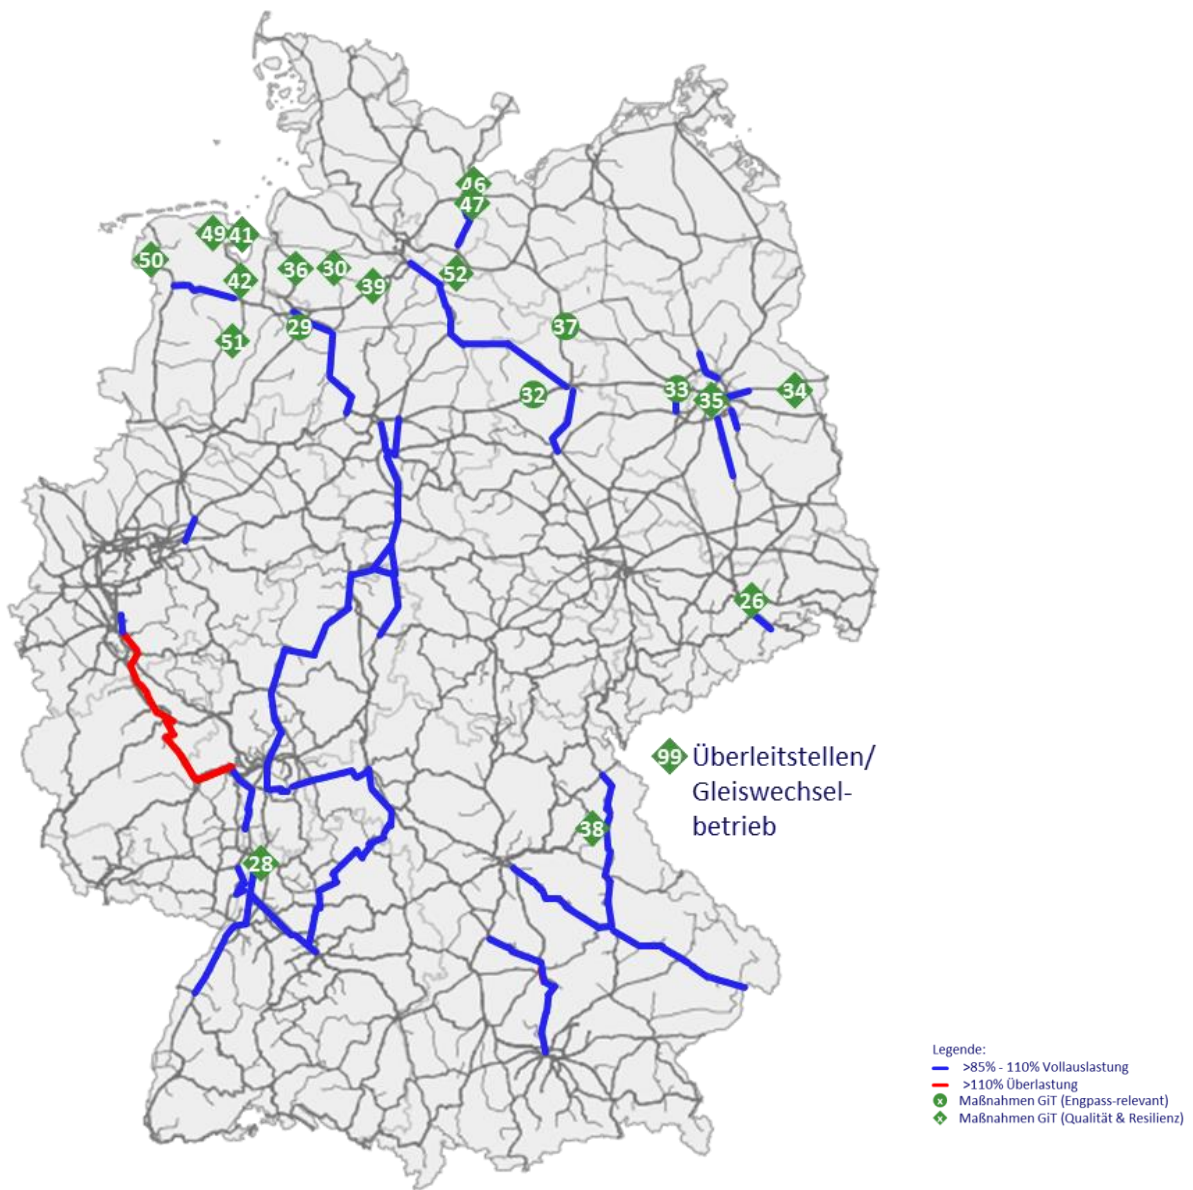 46
47
49
41
50
42
36
30
39
52
29
51
37
32
33
35
34
26
99 Überleitstellen/
Gleiswechsel-
betrieb
38
28
Legende:
>85% - 110% Vollauslastung
>110% Überlastung
x Maßnahmen GiT (Engpass-relevant)
x Maßnahmen GiT (Qualität & Resilienz)